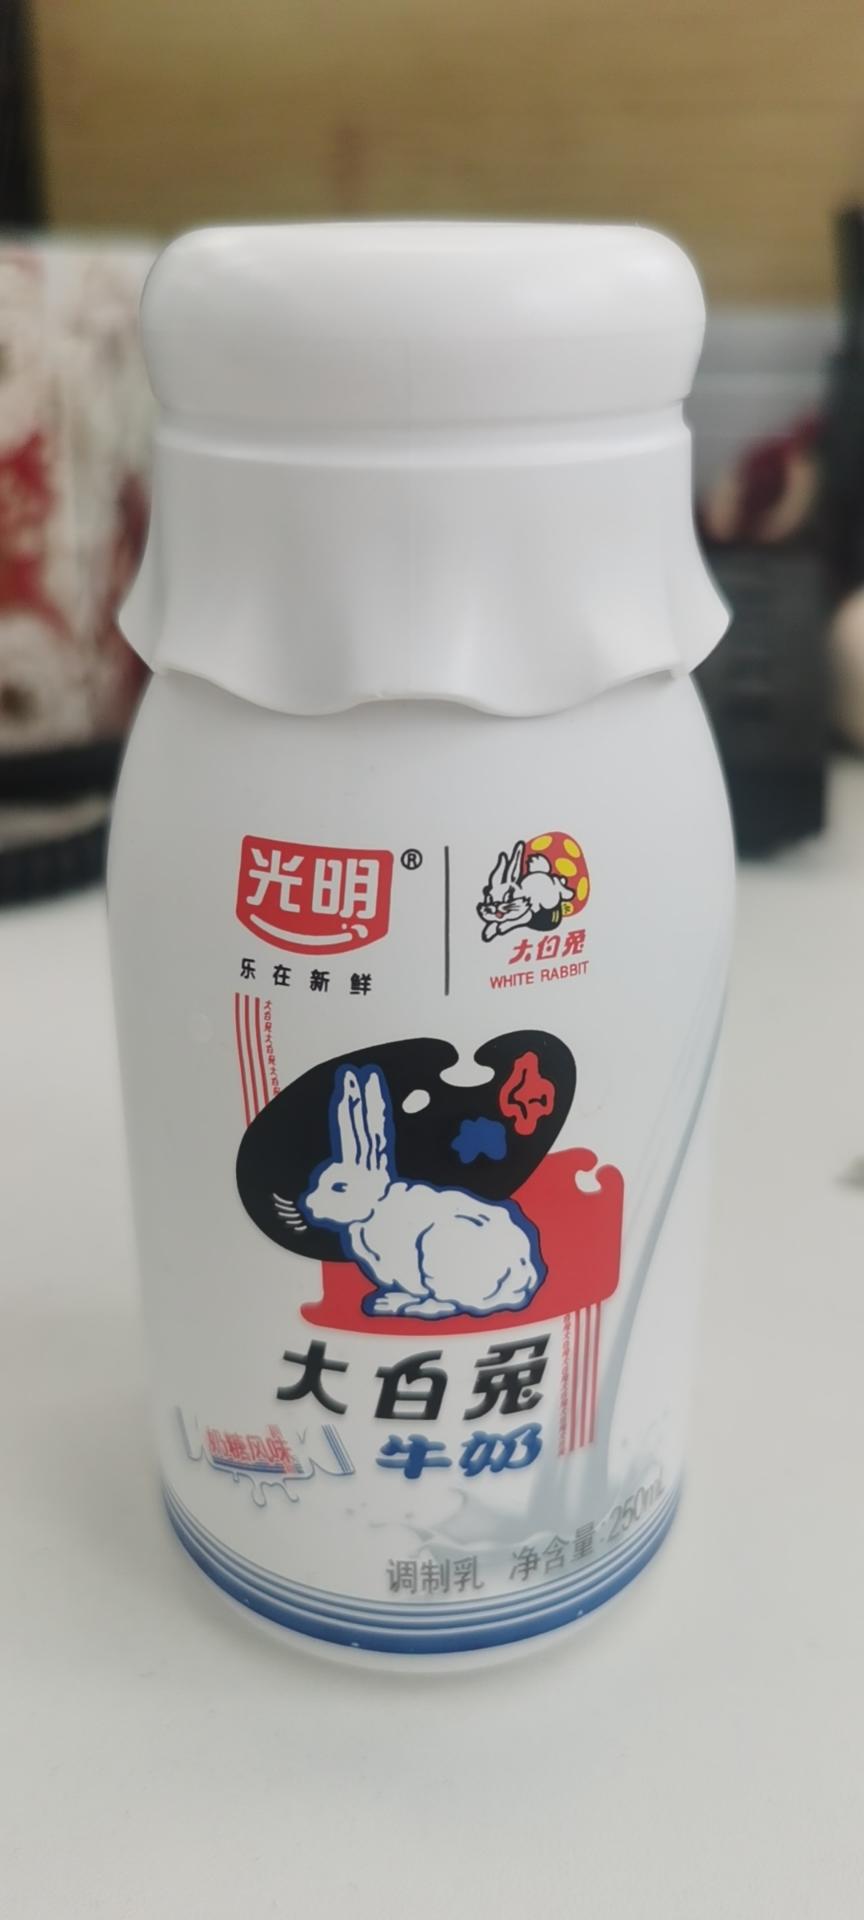 光明®
乐在新鲜
大白兔
WHITE RABBIT
大白兔
奶糖风味
牛奶
调制乳 净含量:250mL